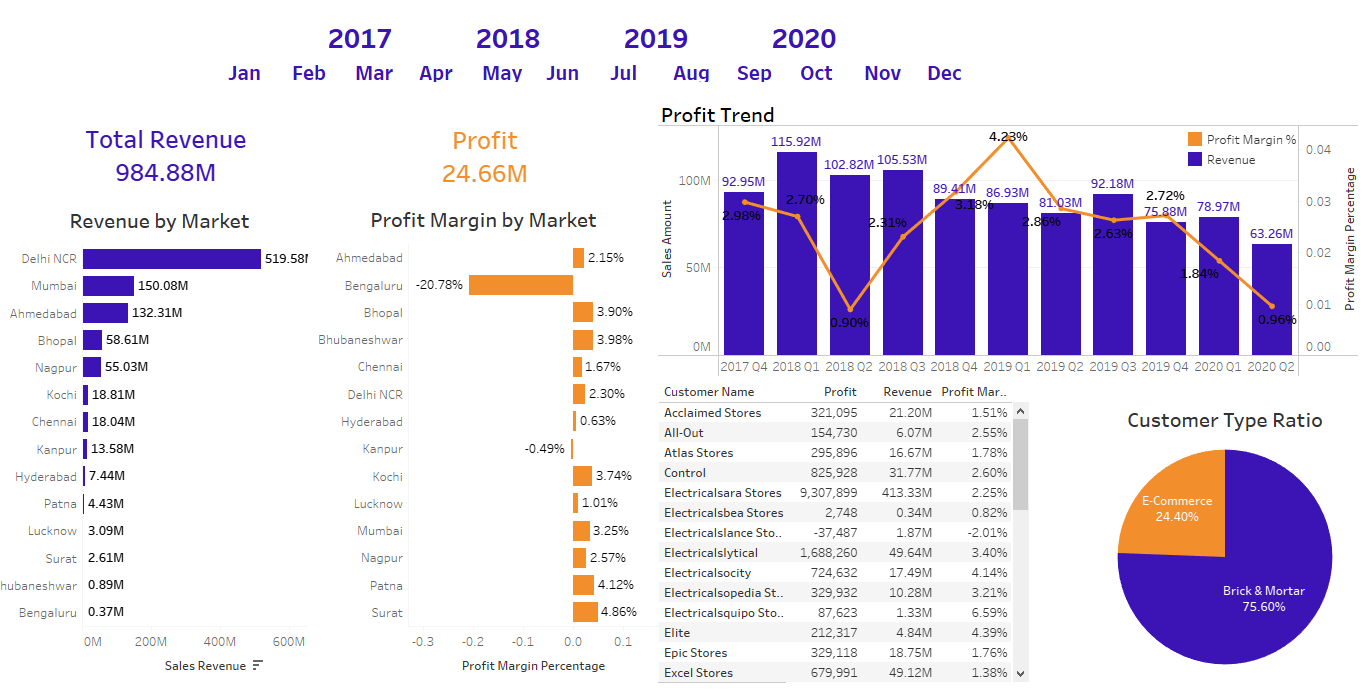 2017 2018 2019 2020
Jan Feb Mar Apr May Jun Jul Aug Sep Oct Nov Dec
Total Revenue
984.88M
Profit
24.66M
Revenue by Market
Delhi NCR 519.58M
Mumbai 150.08M
Ahmedabad 132.31M
Bhopal 58.61M
Nagpur 55.03M
Kochi 18.81M
Chennai 18.04M
Kanpur 13.58M
Hyderabad 7.44M
Patna 4.43M
Lucknow 3.09M
Surat 2.61M
hubaneshwar 0.89M
Bengaluru 0.37M
0M 200M 400M 600M
Sales Revenue
Profit Margin by Market
Ahmedabad 2.15%
Bengaluru -20.78%
Bhopal 3.90%
Bhubaneshwar 3.98%
Chennai 1.67%
Delhi NCR 2.30%
Hyderabad 0.63%
Kanpur -0.49%
Kochi 3.74%
Lucknow 1.01%
Mumbai 3.25%
Nagpur 2.57%
Patna 4.12%
Surat 4.86%
-0.3 -0.2 -0.1 0.0 0.1
Profit Margin Percentage
Profit Trend
Profit Margin %
Revenue
Sales Amount
100M
50M
0M
92.95M 115.92M 102.82M 105.53M 89.41M 86.93M 81.03M 92.18M 75.88M 78.97M 63.26M
2.98% 2.70% 0.90% 2.31% 3.18% 4.23% 2.86% 2.63% 2.72% 1.84% 0.96%
2017 Q4 2018 Q1 2018 Q2 2018 Q3 2018 Q4 2019 Q1 2019 Q2 2019 Q3 2019 Q4 2020 Q1 2020 Q2
0.04
0.03
0.02
0.01
0.00
Profit Margin Percentage
Customer Name Profit Revenue Profit Mar..
Acclaimed Stores 321,095 21.20M 1.51%
All-Out 154,730 6.07M 2.55%
Atlas Stores 295,896 16.67M 1.78%
Control 825,928 31.77M 2.60%
Electricalsara Stores 9,307,899 413.33M 2.25%
Electricalsbea Stores 2,748 0.34M 0.82%
Electricalslance Sto.. -37,487 1.87M -2.01%
Electricalslytical 1,688,260 49.64M 3.40%
Electricalsocity 724,632 17.49M 4.14%
Electricalsopedia St.. 329,932 10.28M 3.21%
Electricalsquipo Sto.. 87,623 1.33M 6.59%
Elite 212,317 4.84M 4.39%
Epic Stores 329,118 18.75M 1.76%
Excel Stores 679,991 49.12M 1.38%
Customer Type Ratio
E-Commerce
24.40%
Brick & Mortar
75.60%